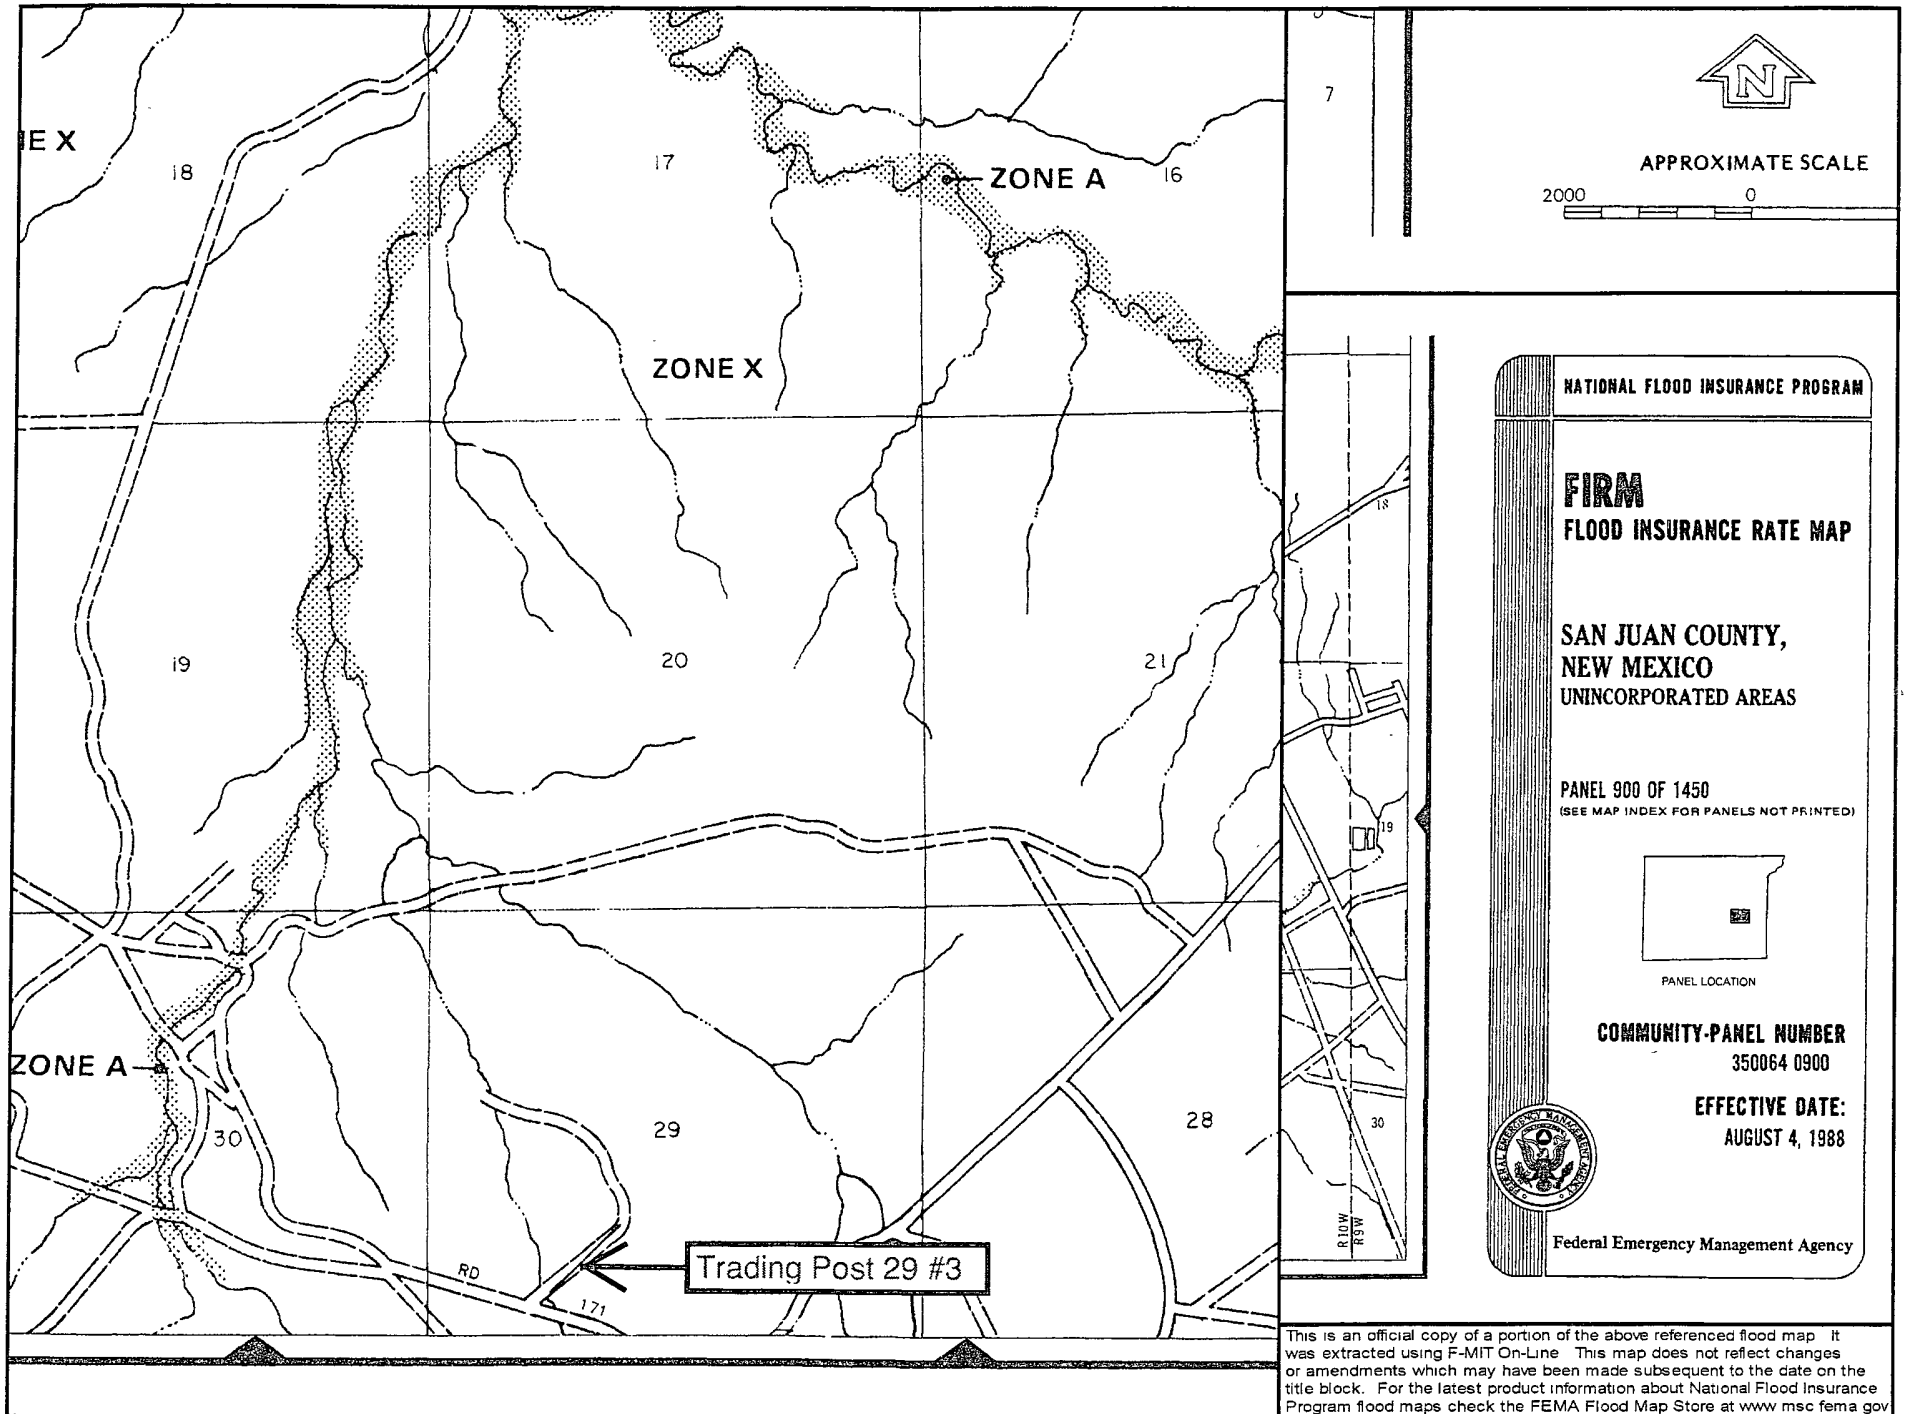 IE X
18
17
ZONE A
16
ZONE X
19
20
21
ZONE A
30
29
28
RD
171
Trading Post 29 #3
7
18
19
30
R10W
R9W
N
APPROXIMATE SCALE
2000 0
NATIONAL FLOOD INSURANCE PROGRAM
FIRM
FLOOD INSURANCE RATE MAP
SAN JUAN COUNTY,
NEW MEXICO
UNINCORPORATED AREAS
PANEL 900 OF 1450
(SEE MAP INDEX FOR PANELS NOT PRINTED)
PANEL LOCATION
COMMUNITY-PANEL NUMBER
350064 0900
EFFECTIVE DATE:
AUGUST 4, 1988
FEDERAL EMERGENCY MANAGEMENT AGENCY
Federal Emergency Management Agency
This is an official copy of a portion of the above referenced flood map It
was extracted using F-MIT On-Line This map does not reflect changes
or amendments which may have been made subsequent to the date on the
title block. For the latest product information about National Flood Insurance
Program flood maps check the FEMA Flood Map Store at www msc fema gov